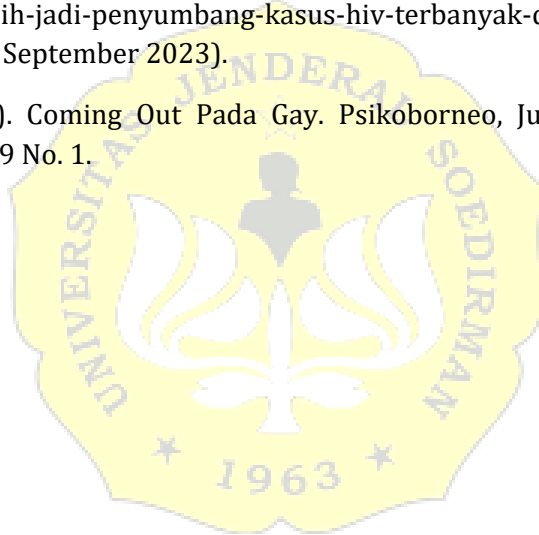 ih-jadi-penyumbang-kasus-hiv-terbanyak-
September 2023).
). Coming Out Pada Gay. Psikoborneo, Ju
9 No. 1.
UNIVERSITAS JENDERAL SOEDIRMAN
1963